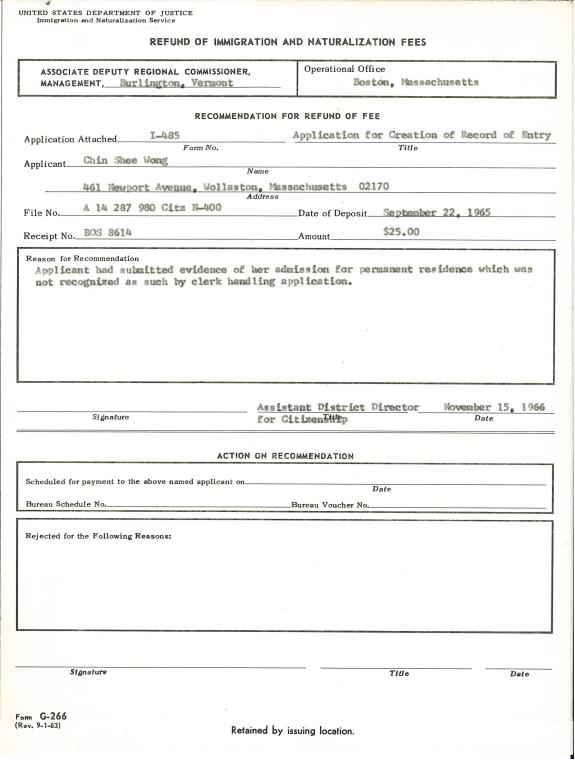 UNITED STATES DEPARTMENT OF JUSTICE
Immigration and Naturalization Service
REFUND OF IMMIGRATION AND NATURALIZATION FEES
ASSOCIATE DEPUTY REGIONAL COMMISSIONER,
MANAGEMENT, Burlington, Vermont
Operational Office
Boston, Massachusetts
RECOMMENDATION FOR REFUND OF FEE
Application Attached I-485 Application for Creation of Record of Entry
Form No. Title
Applicant Chin Shee Wong
Name
461 Newport Avenue, Wollaston, Massachusetts 02170
Address
File No. A 14 287 980 Citz N-400 Date of Deposit September 22, 1965
Receipt No. BOS 8614 Amount $25.00
Reason for Recommendation
Applicant had submitted evidence of her admission for permanent residence which was
not recognized as such by clerk handling application.
Assistant District Director November 15, 1966
Signature for Citizenship Title Date
ACTION ON RECOMMENDATION
Scheduled for payment to the above named applicant on
Date
Bureau Schedule No. Bureau Voucher No.
Rejected for the Following Reasons:
Signature Title Date
Form G-266
(Rev. 9-1-63)
Retained by issuing location.